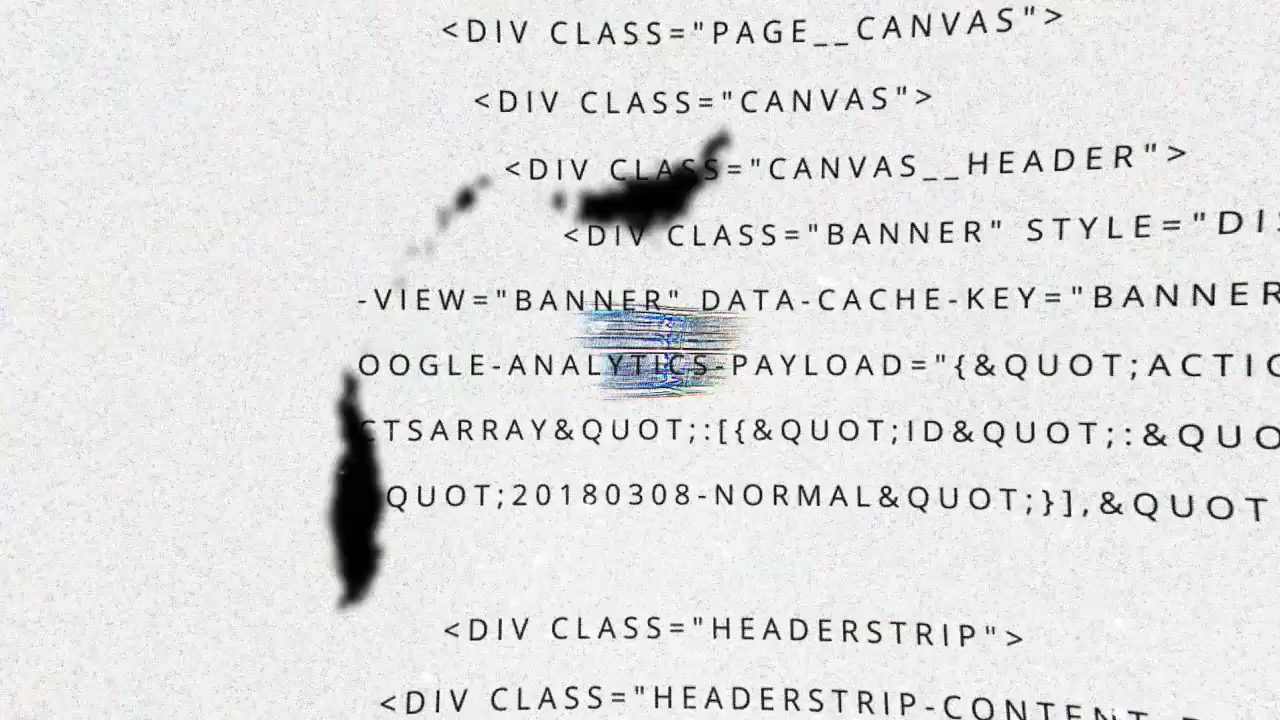 <DIV CLASS="PAGE__CANVAS">
<DIV CLASS="CANVAS">
<DIV CLASS="CANVAS__HEADER">
<DIV CLASS="BANNER" STYLE="DI
-VIEW="BANNER" DATA-CACHE-KEY="BANNER
OOGLE-ANALYTICS-PAYLOAD="{&QUOT;ACTIO
CTSARRAY&QUOT;:[{&QUOT;ID&QUOT;:&QUO
QUOT;20180308-NORMAL&QUOT;}],&QUOT
<DIV CLASS="HEADERSTRIP">
<DIV CLASS="HEADERSTRIP-CONTENT